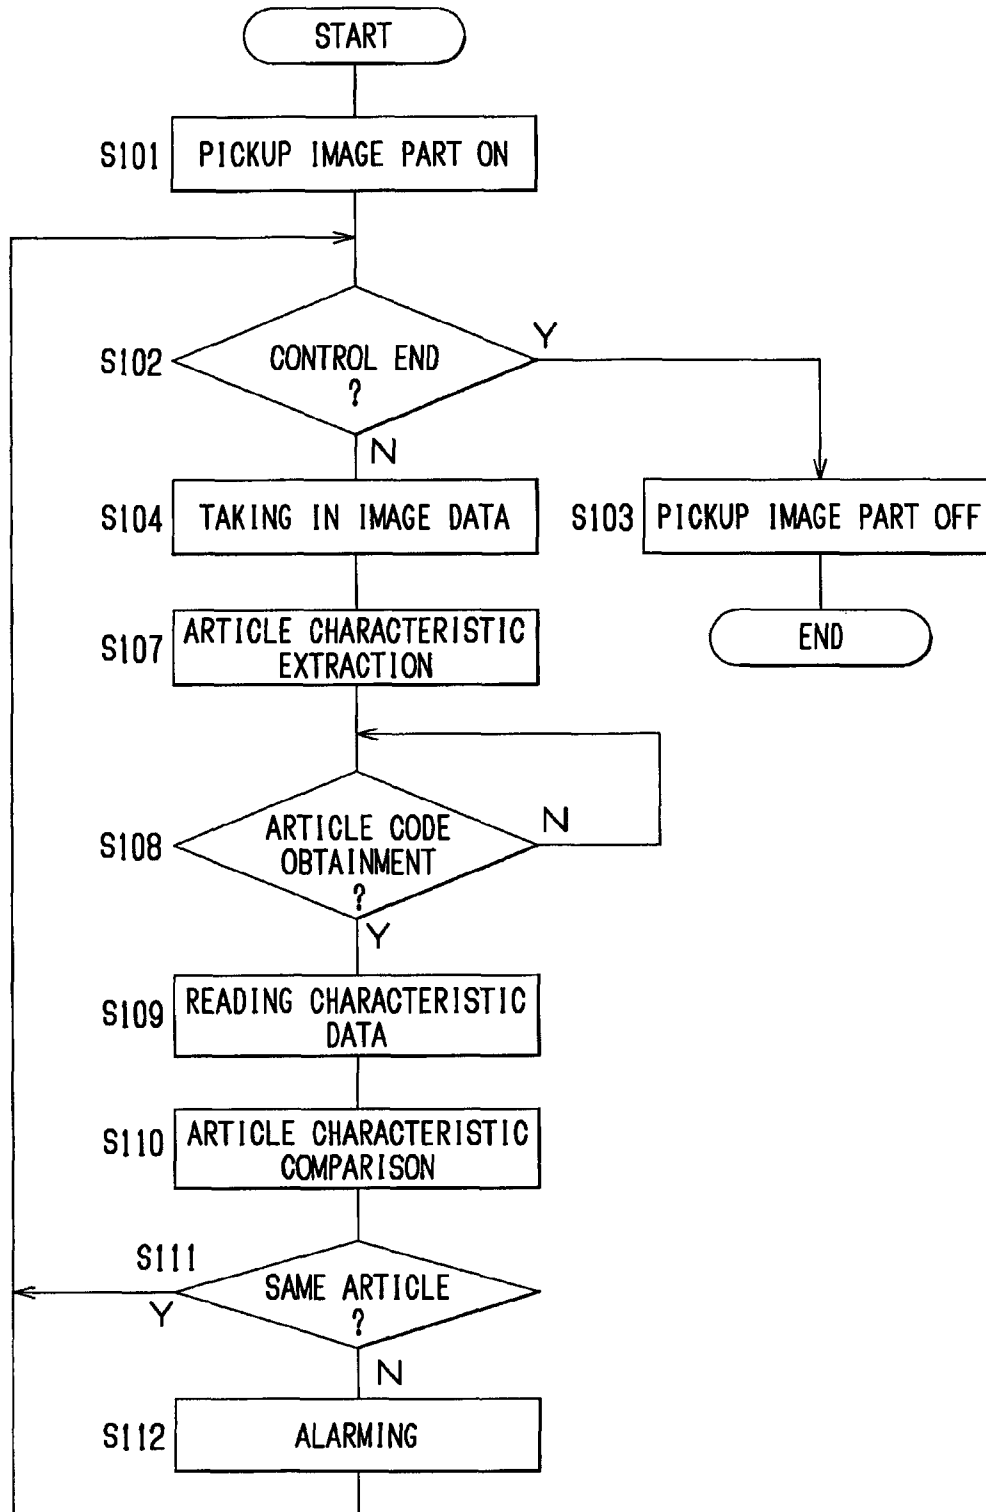 START
S101 PICKUP IMAGE PART ON
S102 CONTROL END
?
Y
N
S104 TAKING IN IMAGE DATA
S103 PICKUP IMAGE PART OFF
S107 ARTICLE CHARACTERISTIC
EXTRACTION
END
S108 ARTICLE CODE
OBTAINMENT
?
N
Y
S109 READING CHARACTERISTIC
DATA
S110 ARTICLE CHARACTERISTIC
COMPARISON
S111 SAME ARTICLE
?
Y
N
S112 ALARMING